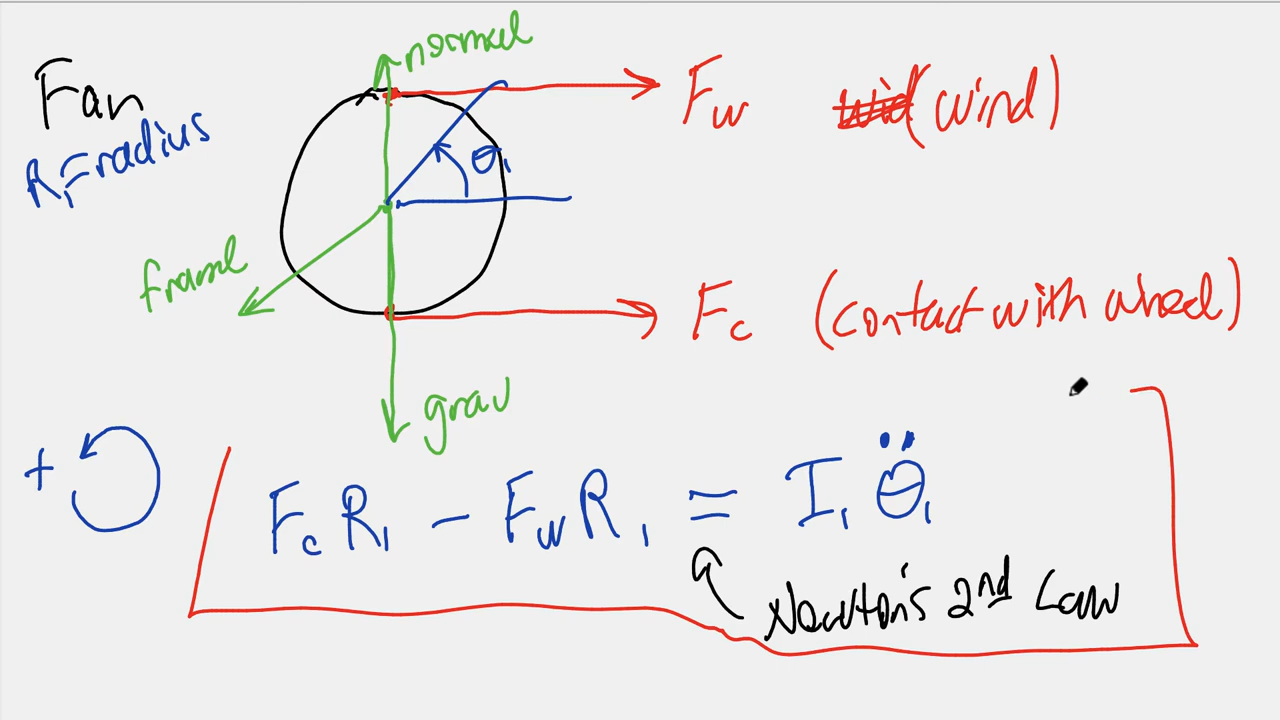 normal
Fan
R₁=radius
θ₁
F_w (wind)
frame
F_c (contact with wheel)
grav
+
F_c R₁ − F_w R₁ = I₁ θ̈₁
Newton's 2nd Law